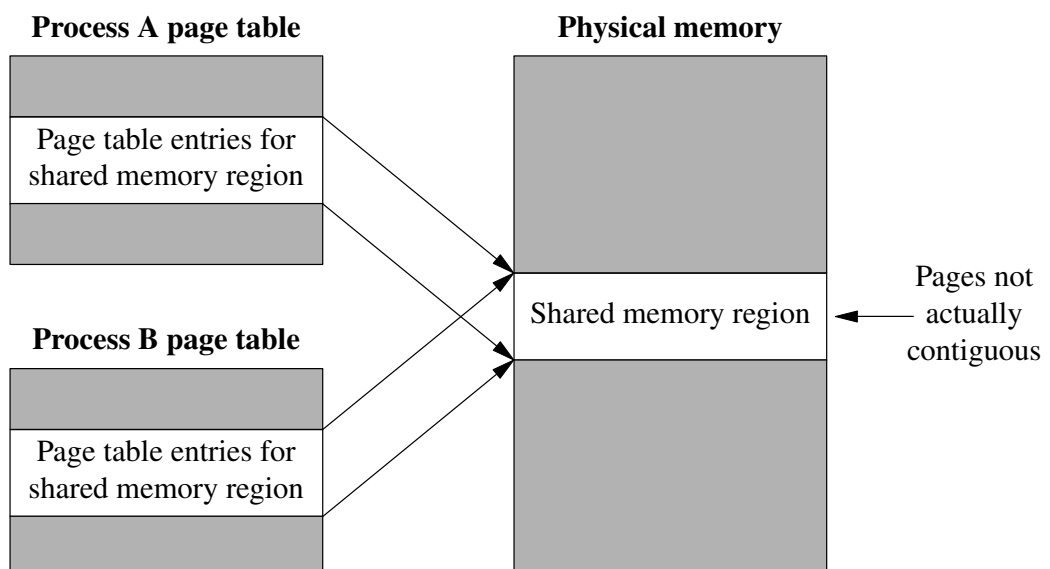 Process A page table
Page table entries for
shared memory region
Process B page table
Page table entries for
shared memory region
Physical memory
Shared memory region
Pages not
actually
contiguous